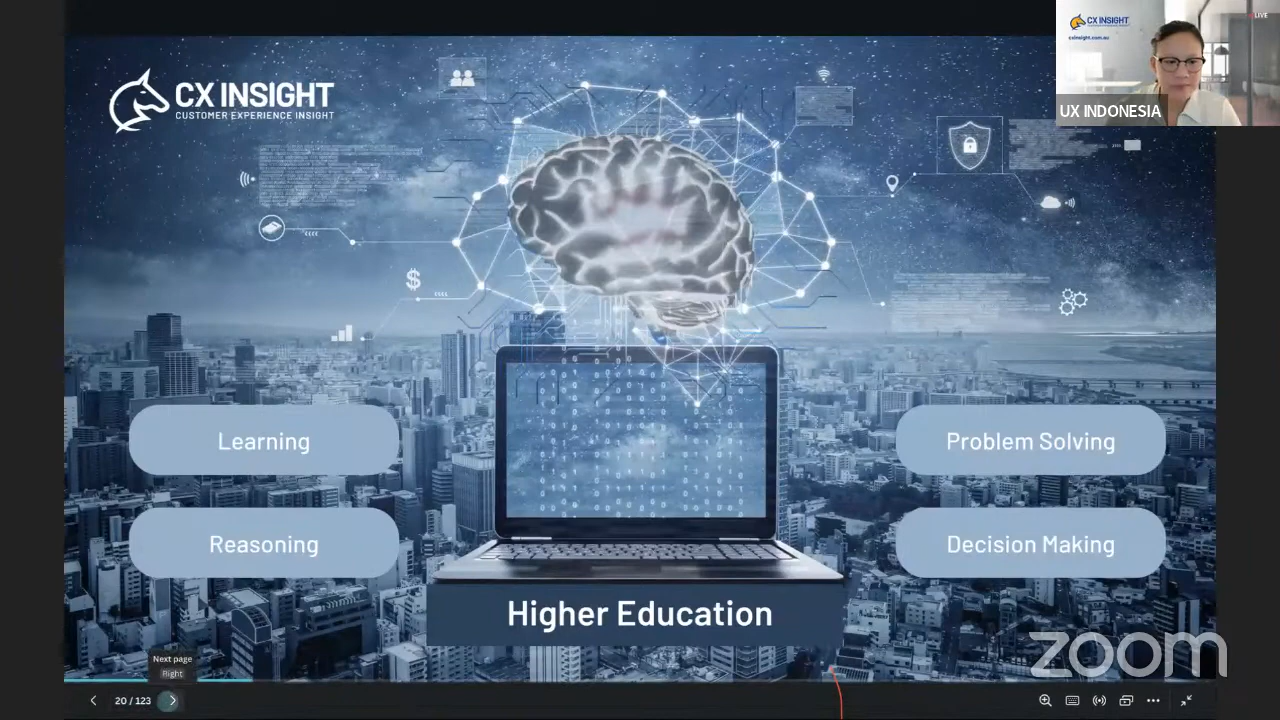 CX INSIGHT
CUSTOMER EXPERIENCE INSIGHT
CX INSIGHT
cxinsight.com.au
LIVE
UX INDONESIA
$
Learning
Problem Solving
Reasoning
Decision Making
Higher Education
zoom
Next page
Right
20 / 123